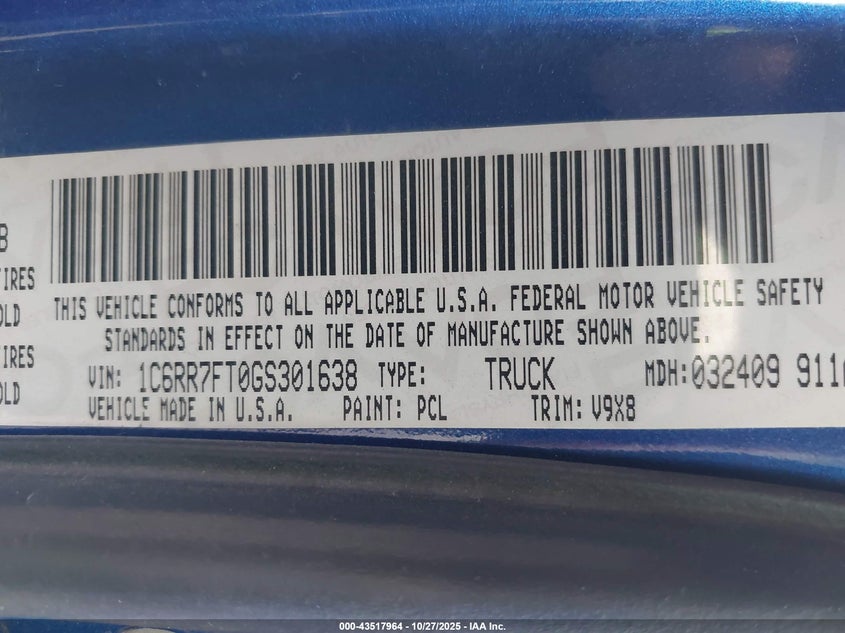 B
IRES
OLD
IRES
OLD
THIS VEHICLE CONFORMS TO ALL APPLICABLE U.S.A. FEDERAL MOTOR VEHICLE SAFETY
STANDARDS IN EFFECT ON THE DATE OF MANUFACTURE SHOWN ABOVE.
VIN: 1C6RR7FT0GS301638 TYPE: TRUCK MDH: 032409 911
VEHICLE MADE IN U.S.A. PAINT: PCL TRIM: V9X8
000-43517964 | 10/27/2025 - IAA Inc.